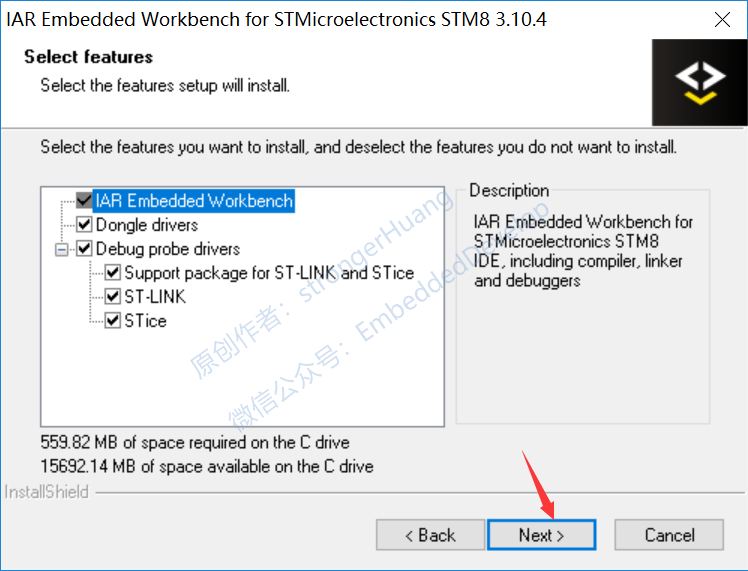 IAR Embedded Workbench for STMicroelectronics STM8 3.10.4
Select features
Select the features setup will install.
Select the features you want to install, and deselect the features you do not want to install.
IAR Embedded Workbench
Dongle drivers
Debug probe drivers
Support package for ST-LINK and STice
ST-LINK
STice
Description
IAR Embedded Workbench for
STMicroelectronics STM8
IDE, including compiler, linker
and debuggers
原创作者：strongerHuang
微信公众号：EmbeddedDevelop
559.82 MB of space required on the C drive
15692.14 MB of space available on the C drive
InstallShield
< Back
Next >
Cancel